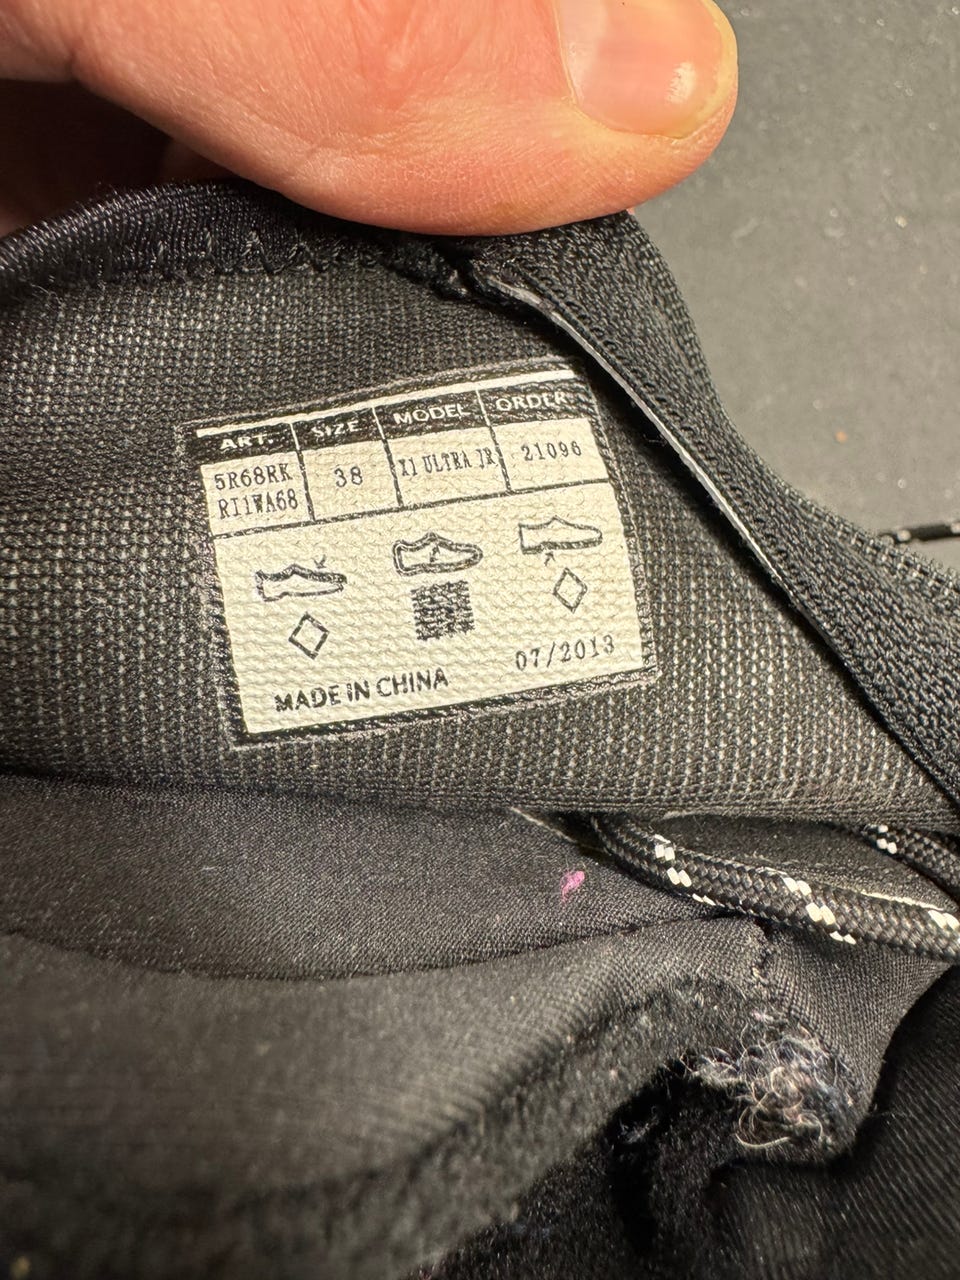 ART. SIZE MODEL ORDER
5R68RK 38 X1 ULTRA JR 21096
RI1WA68
07/2013
MADE IN CHINA